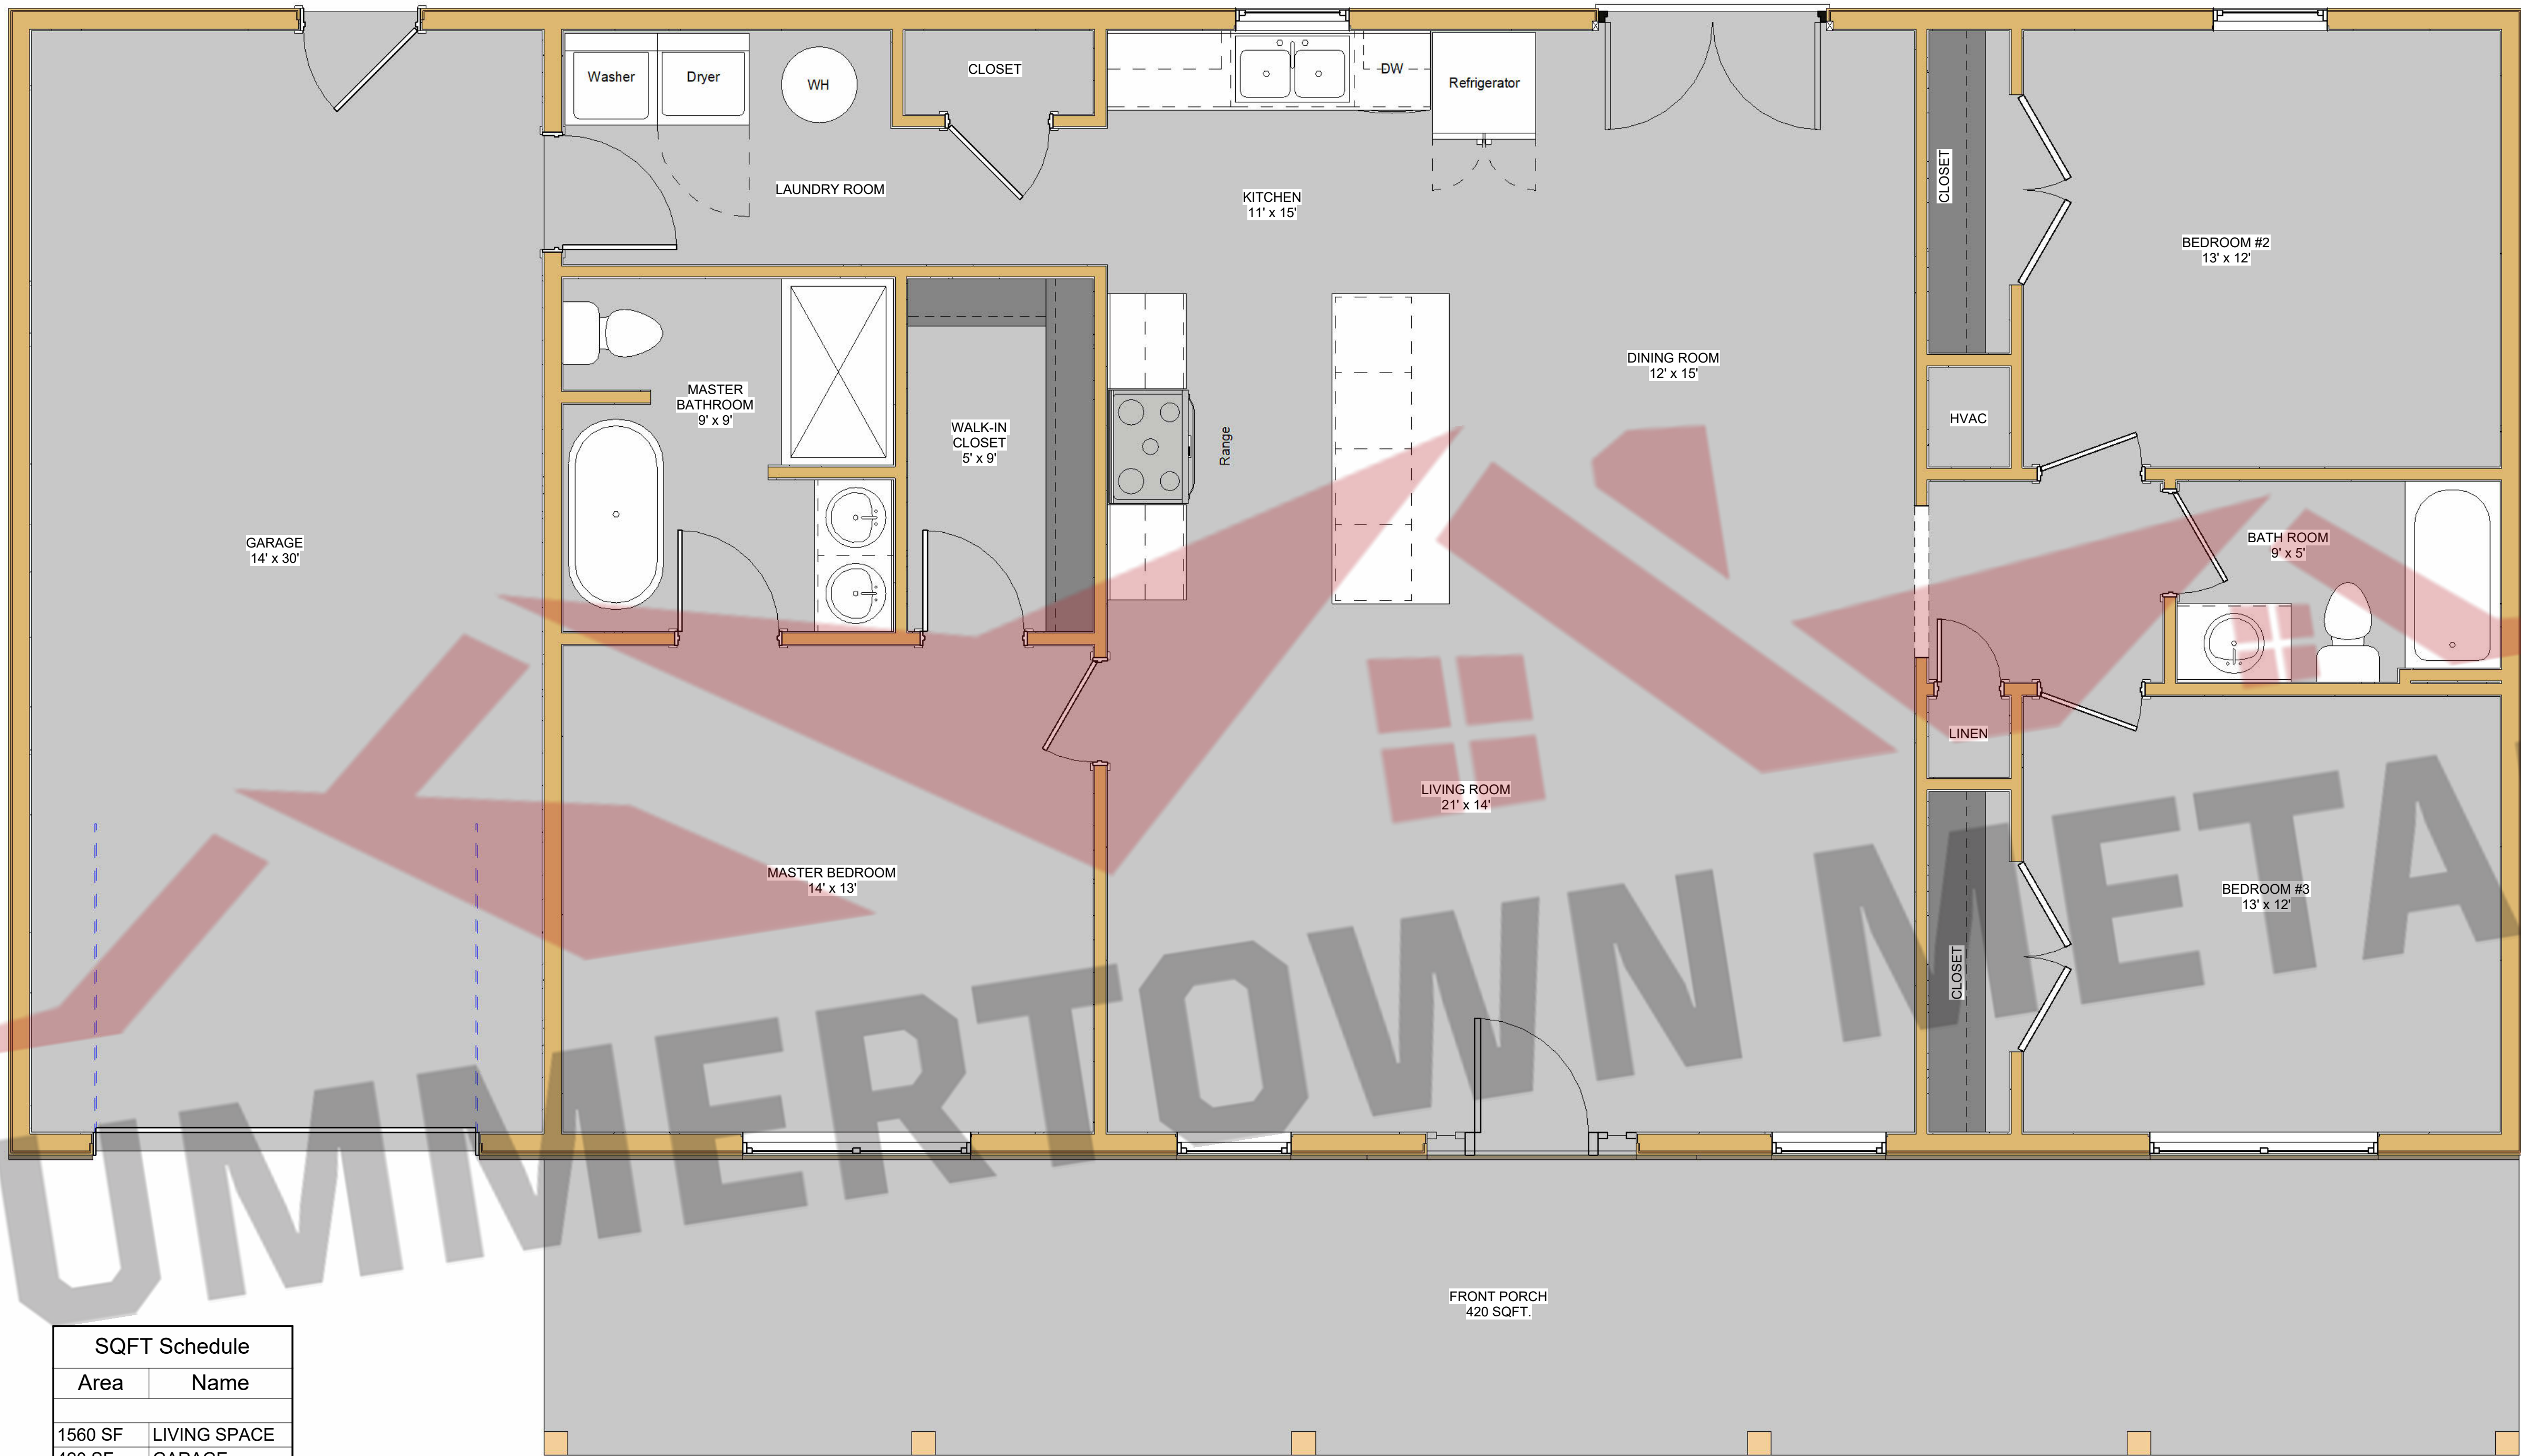 Washer
Dryer
WH
CLOSET
DW
Refrigerator
LAUNDRY ROOM
KITCHEN
11' x 15'
CLOSET
BEDROOM #2
13' x 12'
DINING ROOM
12' x 15'
MASTER
BATHROOM
9' x 9'
WALK-IN
CLOSET
5' x 9'
Range
HVAC
GARAGE
14' x 30'
BATH ROOM
9' x 5'
LINEN
LIVING ROOM
21' x 14'
MASTER BEDROOM
14' x 13'
BEDROOM #3
13' x 12'
CLOSET
UMMERTOWN META
FRONT PORCH
420 SQFT.
SQFT Schedule
Area Name
1560 SF LIVING SPACE